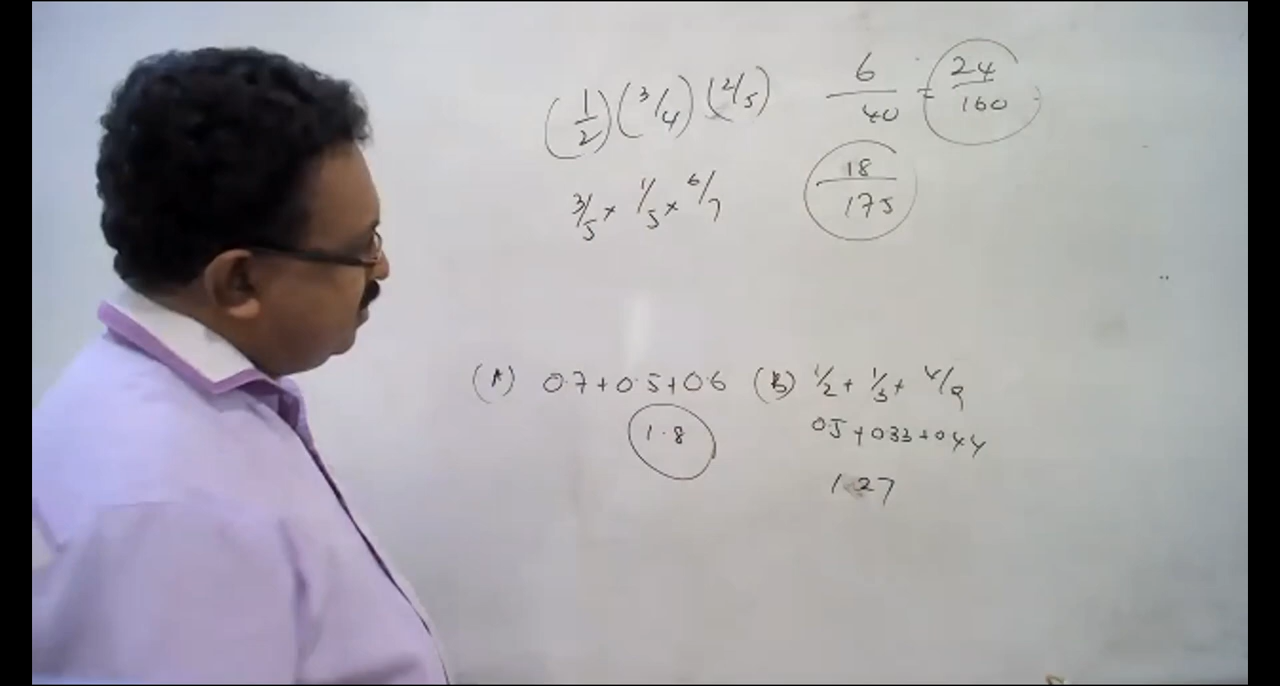 (1/2)(3/4)(2/5) 6/40 = 24/160
3/5 × 1/5 × 6/7 18/175
(A) 0.7+0.5+0.6 (B) 1/2 + 1/3 + 4/9
1.8 0.5+0.33+0.44
1.27